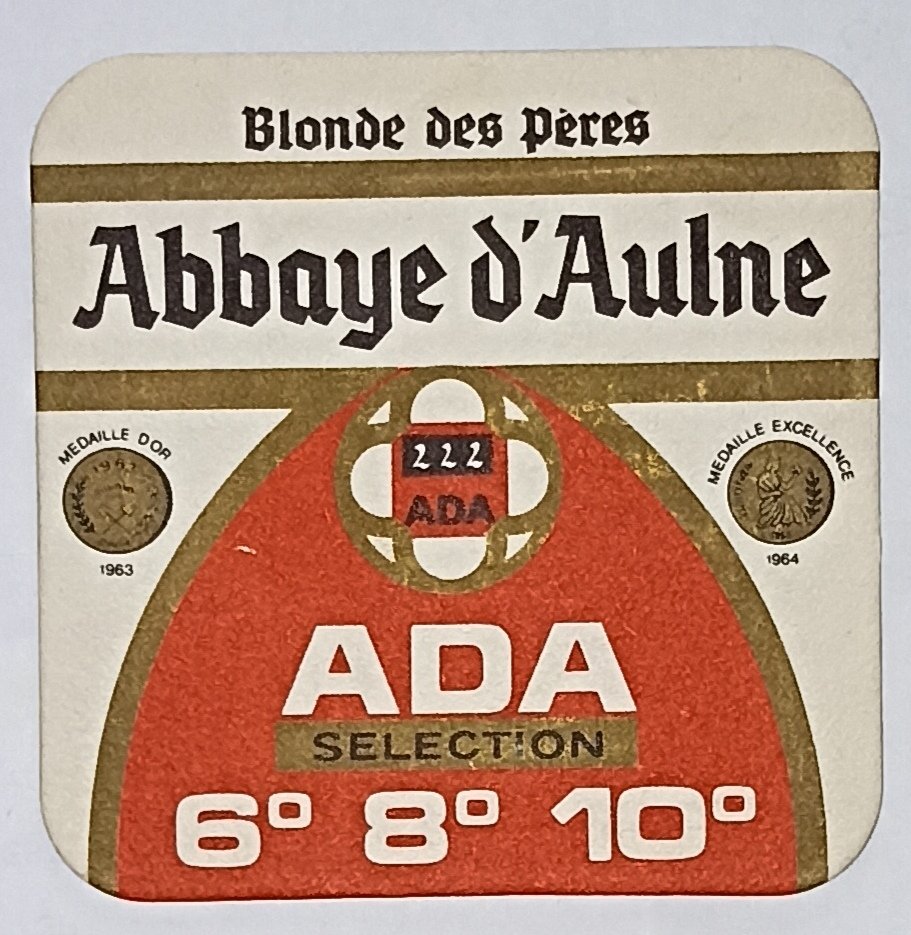 Blonde des Pères
Abbaye d'Aulne
MEDAILLE D'OR
1963
MEDAILLE EXCELLENCE
1964
222
ADA
ADA
SELECTION
6° 8° 10°